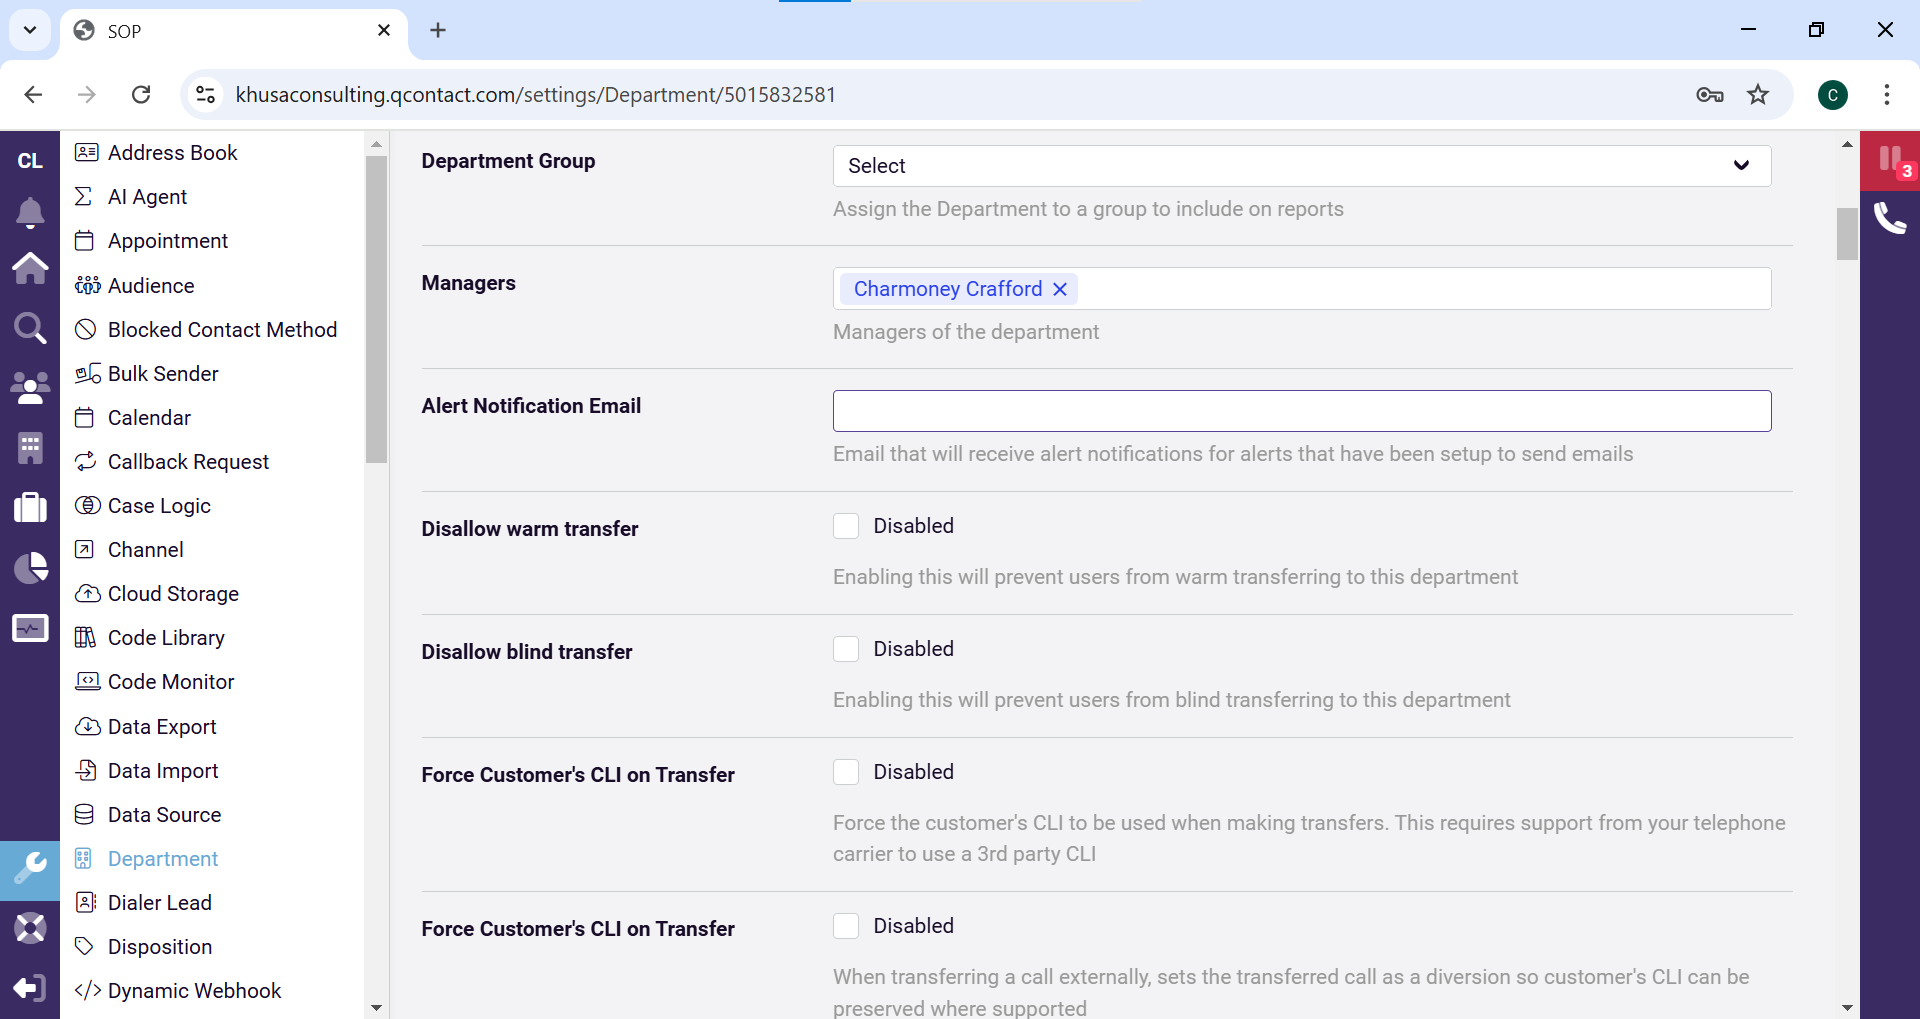 SOP
khusaconsulting.qcontact.com/settings/Department/5015832581
C
CL
3
Address Book
AI Agent
Appointment
Audience
Blocked Contact Method
Bulk Sender
Calendar
Callback Request
Case Logic
Channel
Cloud Storage
Code Library
Code Monitor
Data Export
Data Import
Data Source
Department
Dialer Lead
Disposition
Dynamic Webhook
Department Group
Select
Assign the Department to a group to include on reports
Managers
Charmoney Crafford
Managers of the department
Alert Notification Email
Email that will receive alert notifications for alerts that have been setup to send emails
Disallow warm transfer
Disabled
Enabling this will prevent users from warm transferring to this department
Disallow blind transfer
Disabled
Enabling this will prevent users from blind transferring to this department
Force Customer's CLI on Transfer
Disabled
Force the customer's CLI to be used when making transfers. This requires support from your telephone
carrier to use a 3rd party CLI
Force Customer's CLI on Transfer
Disabled
When transferring a call externally, sets the transferred call as a diversion so customer's CLI can be
preserved where supported